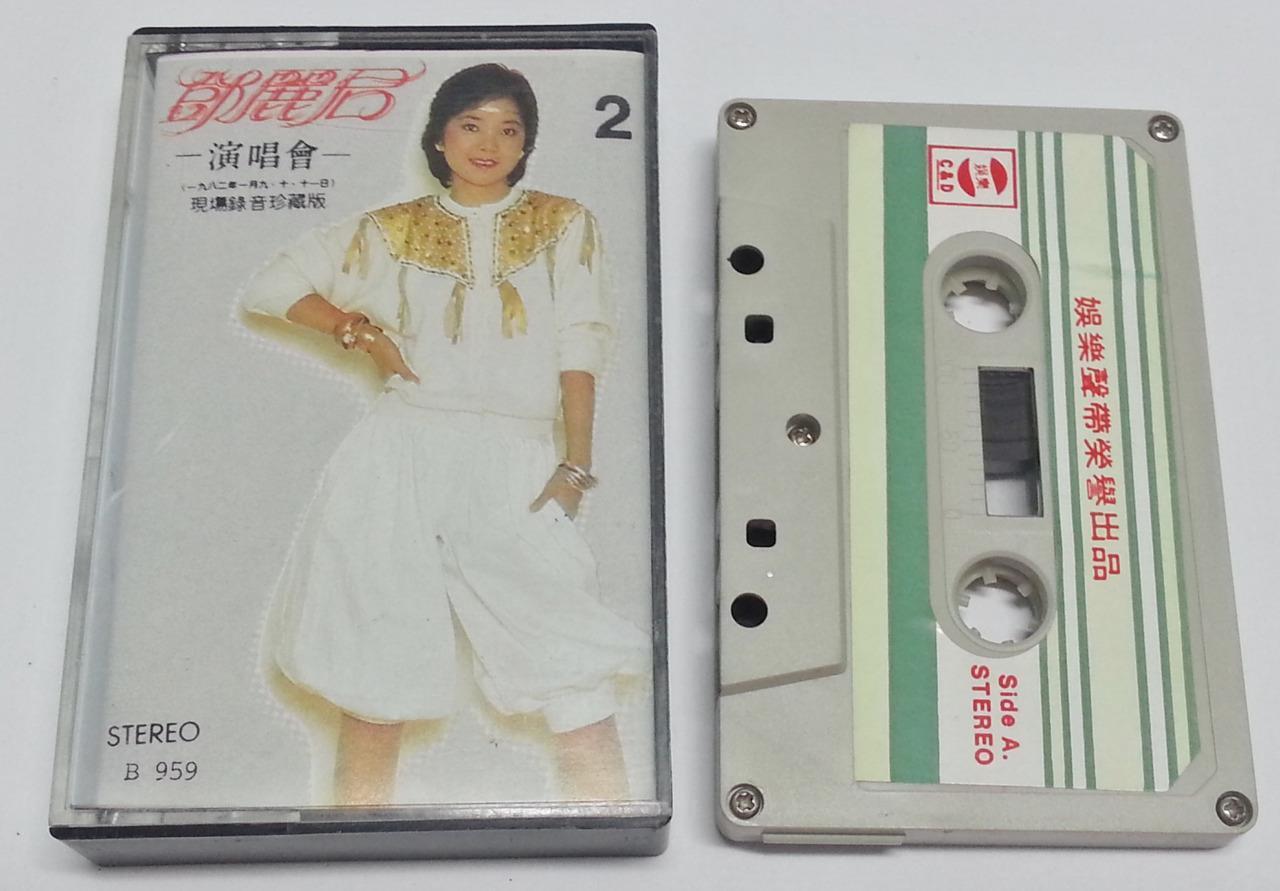 鄧麗君
2
—演唱會—
(一九八二年一月九·十·十一日)
現場錄音珍藏版
STEREO
B 959
娛樂
C&D
娛樂聲帶榮譽出品
Side A.
STEREO